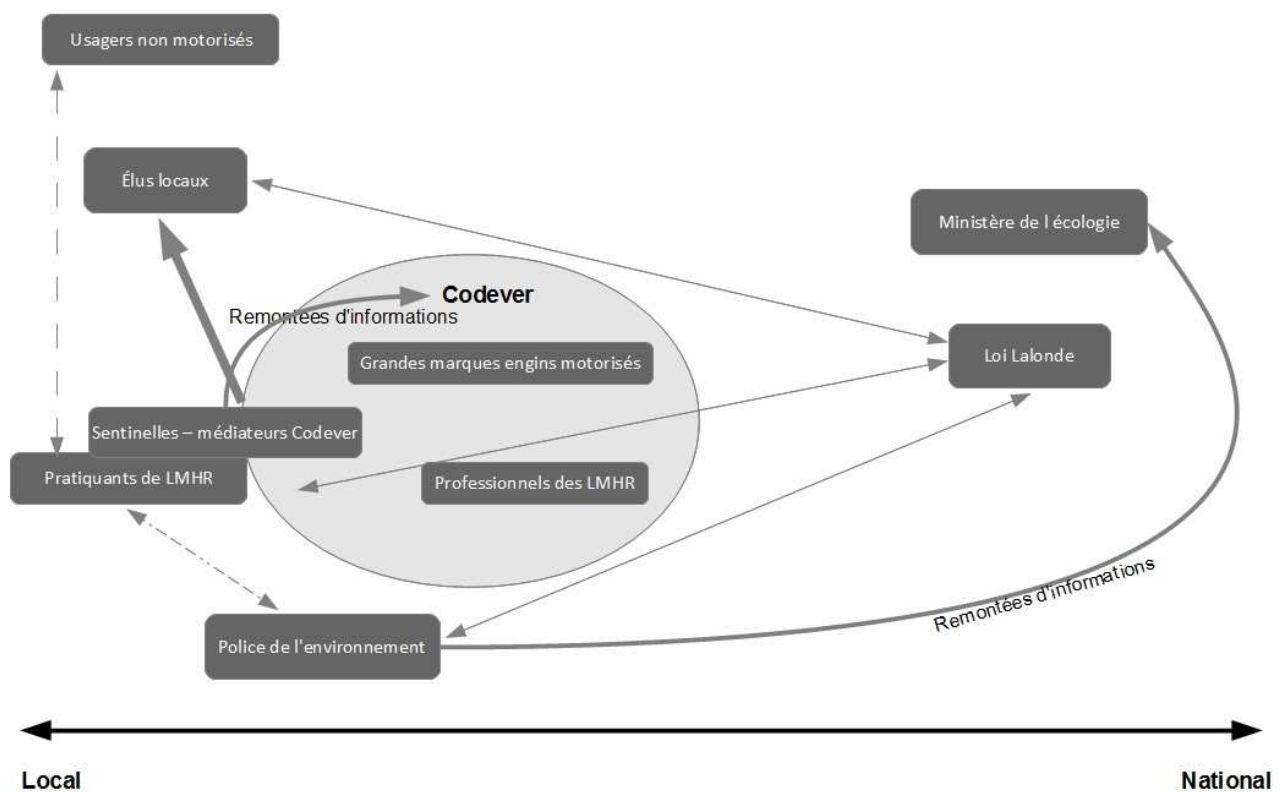 Usagers non motorisés
Élus locaux
Ministère de l écologie
Codever
Remontées d'informations
Grandes marques engins motorisés
Loi Lalonde
Sentinelles – médiateurs Codever
Pratiquants de LMHR
Professionnels des LMHR
Remontées d'informations
Police de l'environnement
Local
National